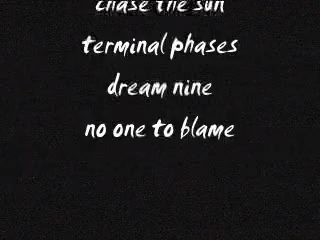 chase the sun
terminal phases
dream nine
no one to blame